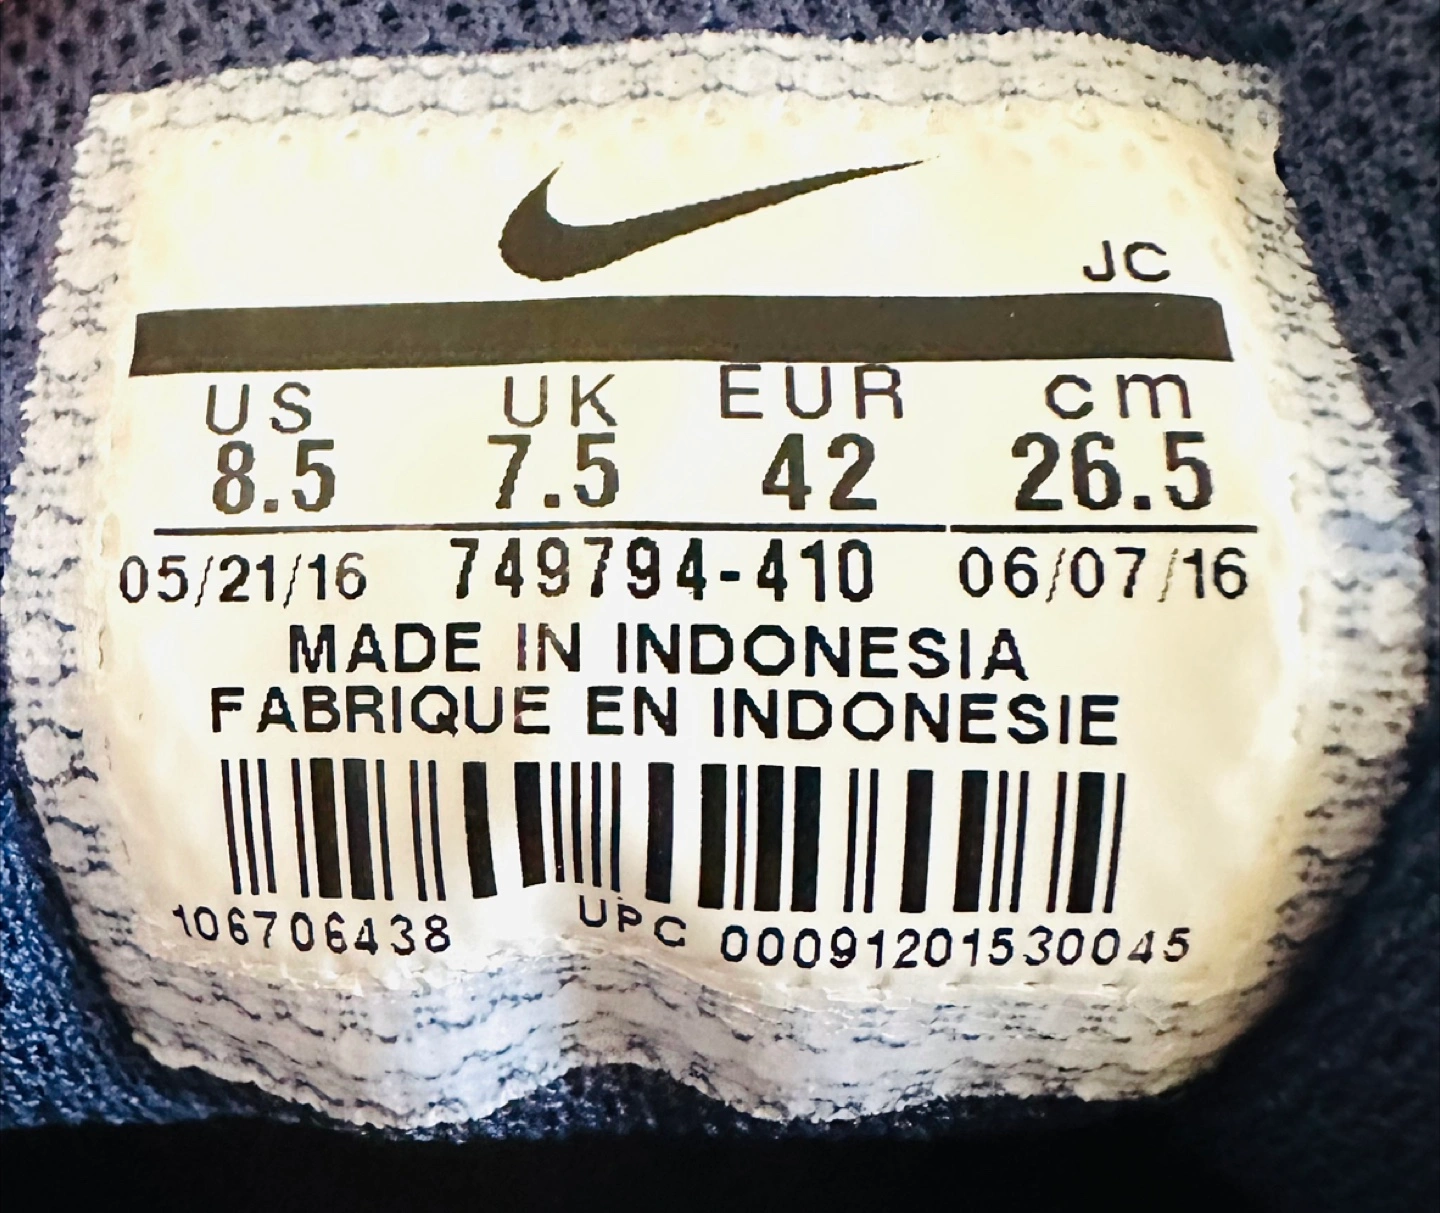 JC
US UK EUR cm
8.5 7.5 42 26.5
05/21/16 749794-410 06/07/16
MADE IN INDONESIA
FABRIQUE EN INDONESIE
106706438 UPC 00091201530045